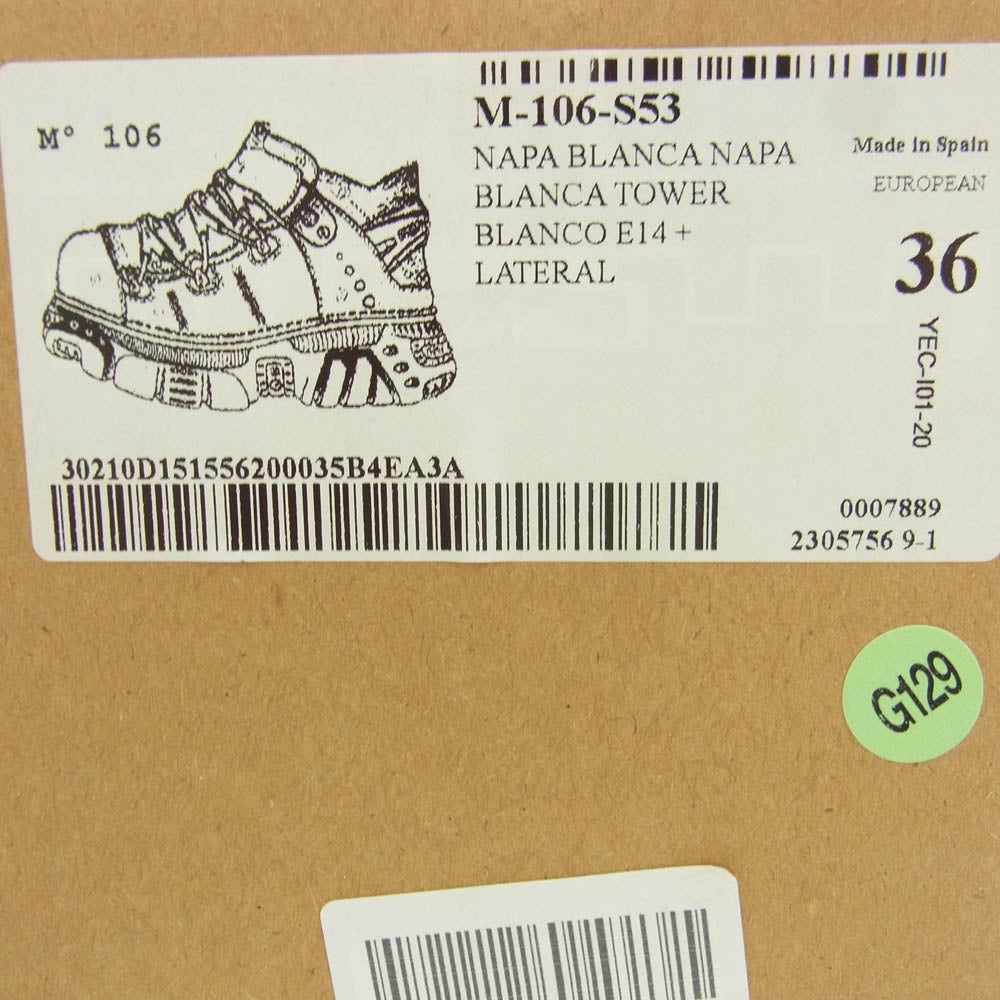 M° 106
M-106-S53
NAPA BLANCA NAPA
BLANCA TOWER
BLANCO E14 +
LATERAL
Made in Spain
EUROPEAN
36
YEC-I01-20
30210D151556200035B4EA3A
0007889
2305756 9-1
G129